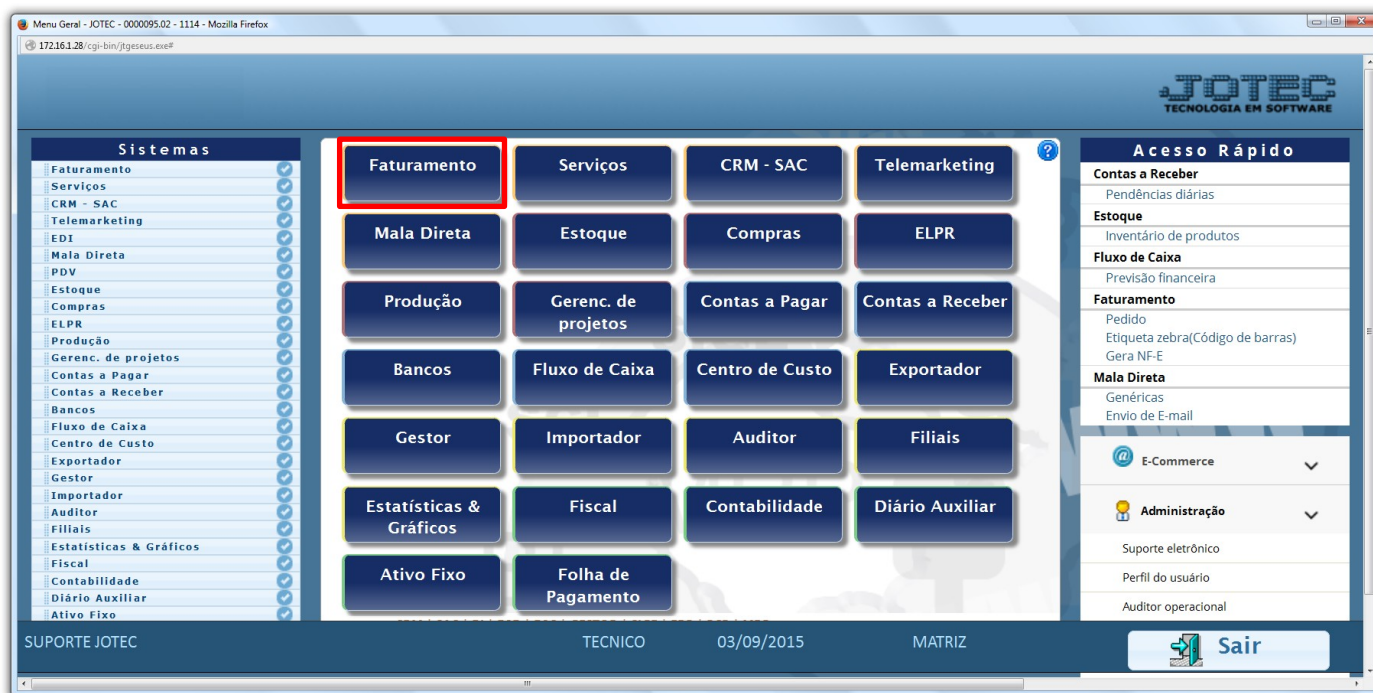 Menu Geral - JOTEC - 0000095.02 - 1114 - Mozilla Firefox
172.16.1.28/cgi-bin/jtgeseus.exe#
JOTEC
TECNOLOGIA EM SOFTWARE
Sistemas
Faturamento
Serviços
CRM - SAC
Telemarketing
EDI
Mala Direta
PDV
Estoque
Compras
ELPR
Produção
Gerenc. de projetos
Contas a Pagar
Contas a Receber
Bancos
Fluxo de Caixa
Centro de Custo
Exportador
Gestor
Importador
Auditor
Filiais
Estatísticas & Gráficos
Fiscal
Contabilidade
Diário Auxiliar
Ativo Fixo
Faturamento
Serviços
CRM - SAC
Telemarketing
Mala Direta
Estoque
Compras
ELPR
Produção
Gerenc. de
projetos
Contas a Pagar
Contas a Receber
Bancos
Fluxo de Caixa
Centro de Custo
Exportador
Gestor
Importador
Auditor
Filiais
Estatísticas &
Gráficos
Fiscal
Contabilidade
Diário Auxiliar
Ativo Fixo
Folha de
Pagamento
Acesso Rápido
Contas a Receber
Pendências diárias
Estoque
Inventário de produtos
Fluxo de Caixa
Previsão financeira
Faturamento
Pedido
Etiqueta zebra(Código de barras)
Gera NF-E
Mala Direta
Genéricas
Envio de E-mail
E-Commerce
Administração
Suporte eletrônico
Perfil do usuário
Auditor operacional
SUPORTE JOTEC
TECNICO
03/09/2015
MATRIZ
Sair